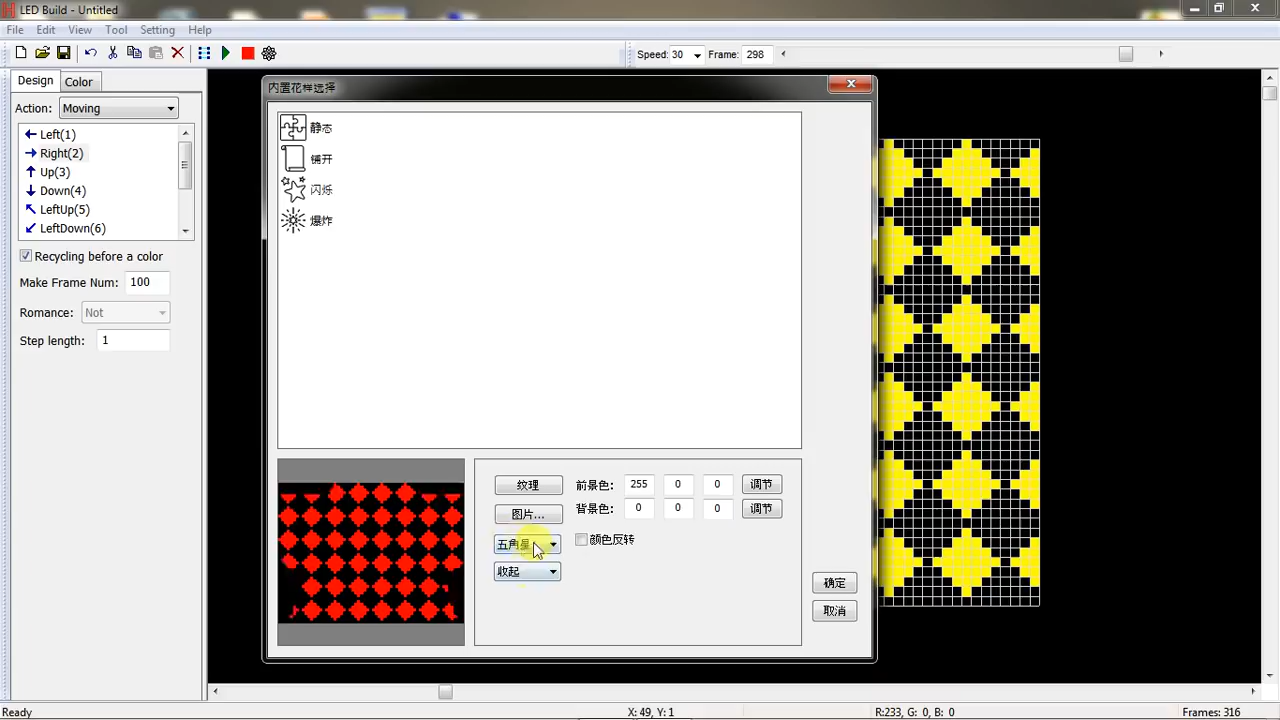 LED Build - Untitled
File Edit View Tool Setting Help
Speed: 30 Frame: 298
Design Color
Action: Moving
Left(1)
Right(2)
Up(3)
Down(4)
LeftUp(5)
LeftDown(6)
Recycling before a color
Make Frame Num: 100
Romance: Not
Step length: 1
内置花样选择
静态
铺开
闪烁
爆炸
纹理 前景色: 255 0 0 调节
图片... 背景色: 0 0 0 调节
五角星 颜色反转
收起
确定
取消
Ready X: 49, Y: 1 R:233, G: 0, B: 0 Frames: 316